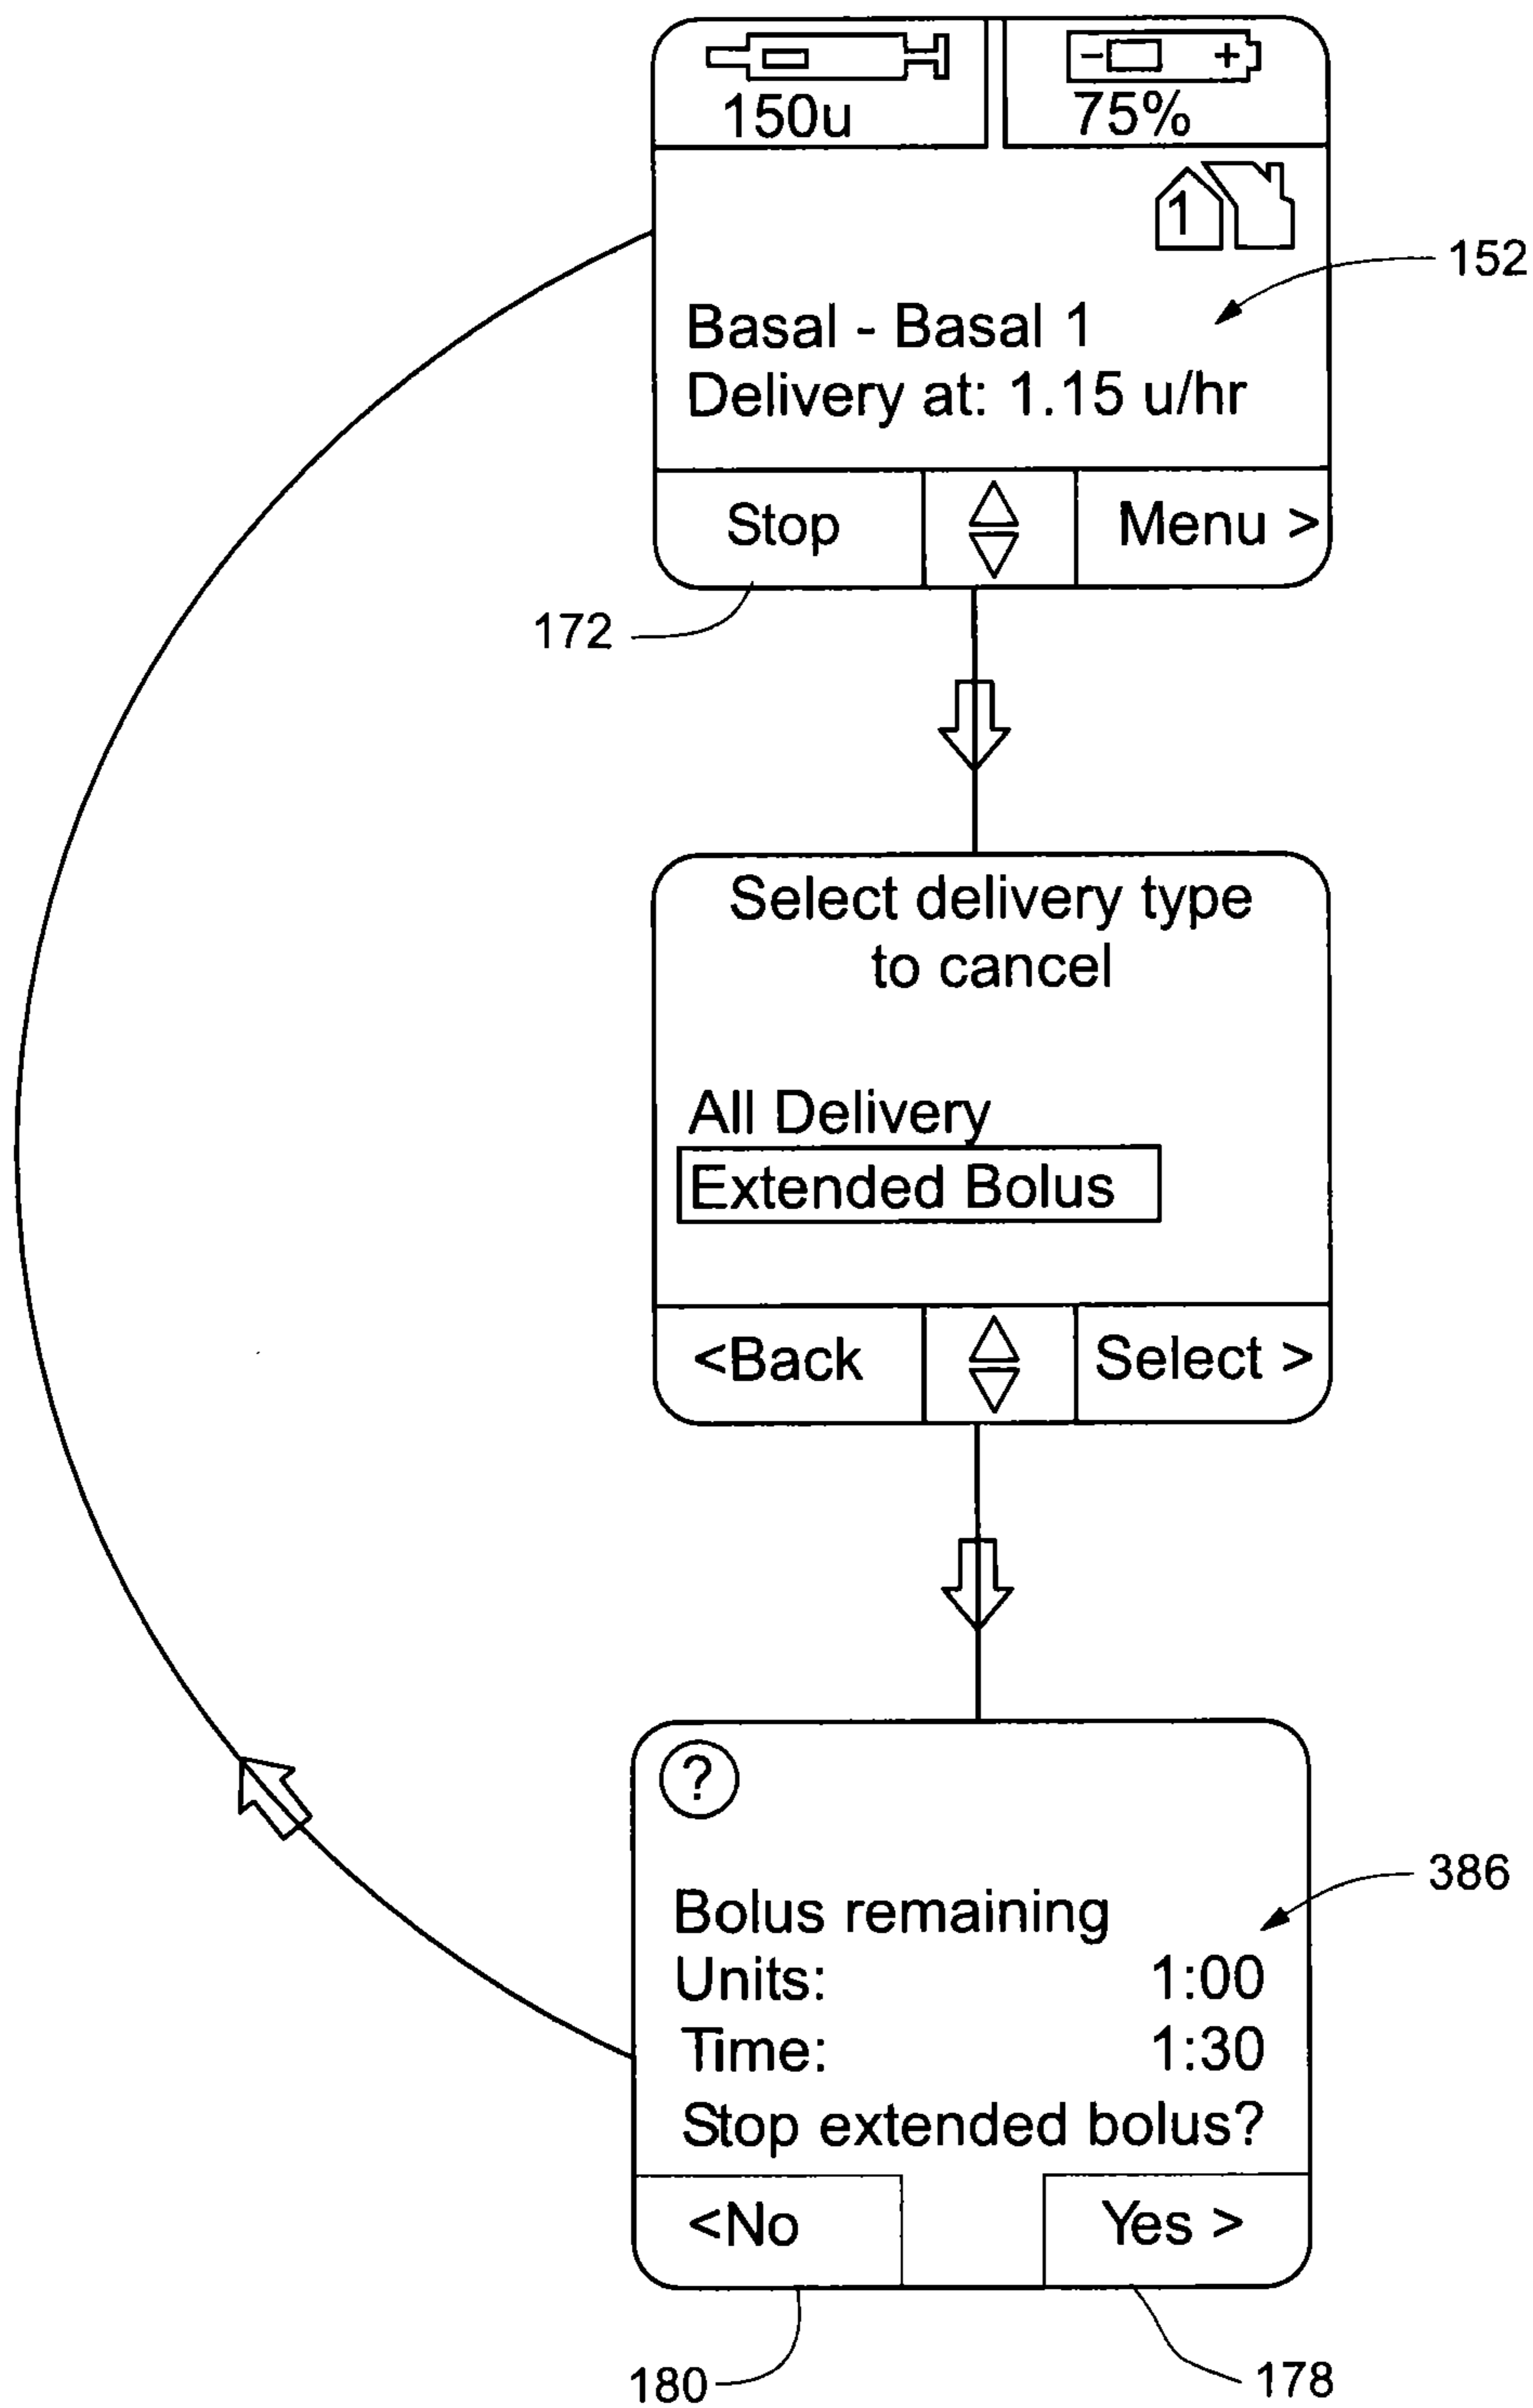 150u
75%
1
152
Basal - Basal 1
Delivery at: 1.15 u/hr
Stop
Menu >
172
Select delivery type
to cancel
All Delivery
Extended Bolus
<Back
Select >
?
386
Bolus remaining
Units: 1:00
Time: 1:30
Stop extended bolus?
<No
Yes >
180
178